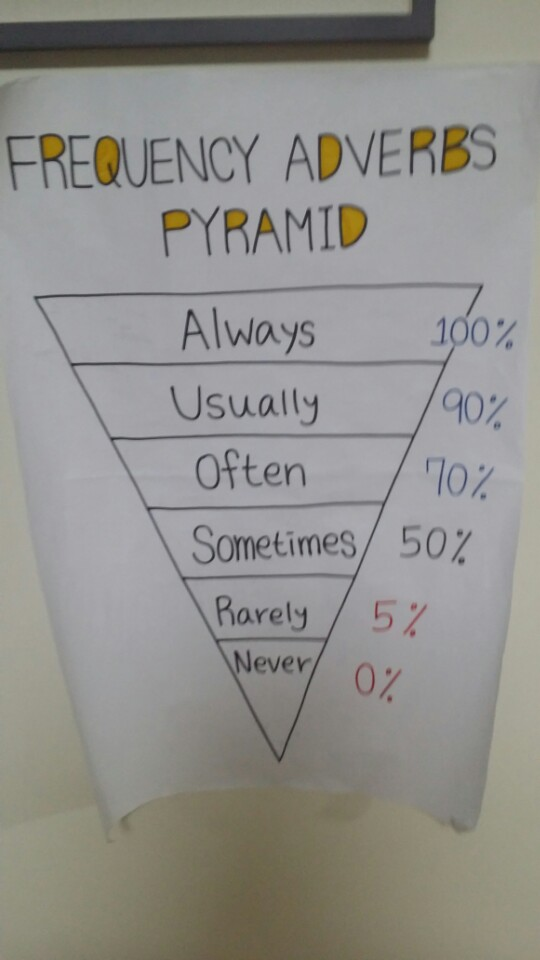 FREQUENCY ADVERBS
PYRAMID
Always 100%
Usually 90%
Often 70%
Sometimes 50%
Rarely 5%
Never 0%